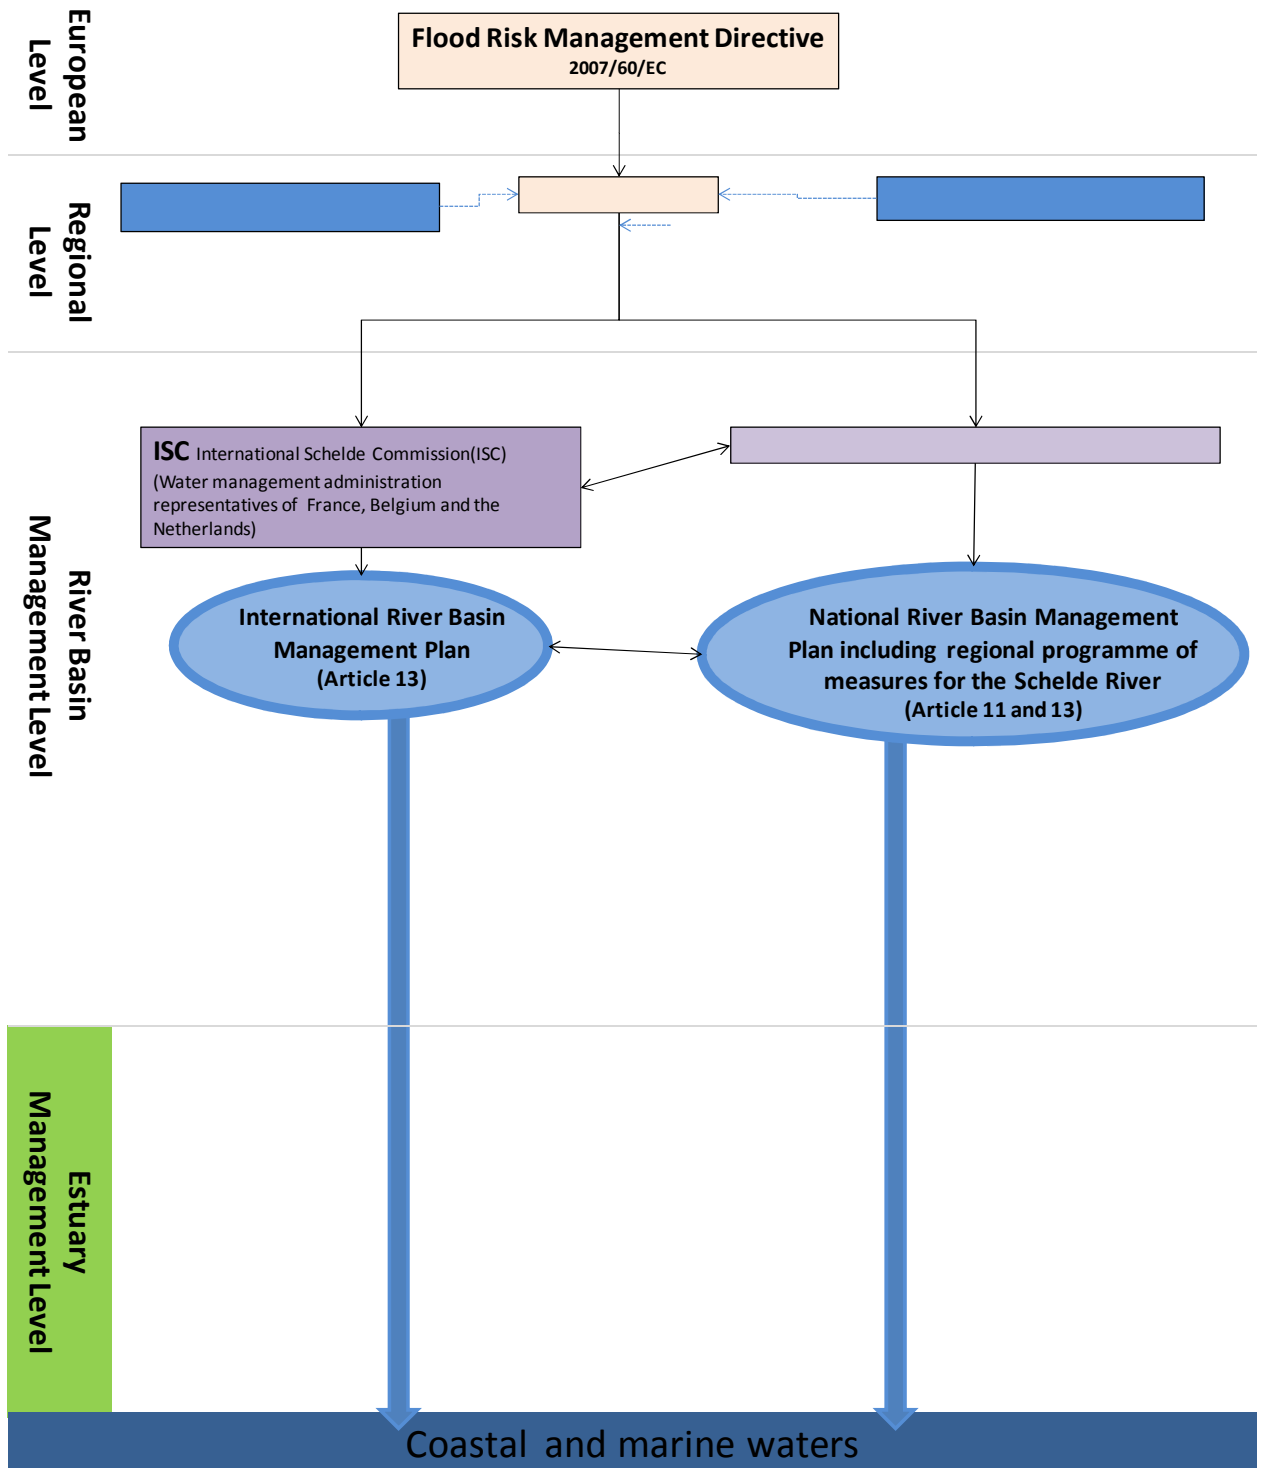 European
Level
Flood Risk Management Directive
2007/60/EC
Regional
Level
ISC International Schelde Commission(ISC)
(Water management administration
representatives of France, Belgium and the
Netherlands)
River Basin
Management Level
International River Basin
Management Plan
(Article 13)
National River Basin Management
Plan including regional programme of
measures for the Schelde River
(Article 11 and 13)
Estuary
Management Level
Coastal and marine waters